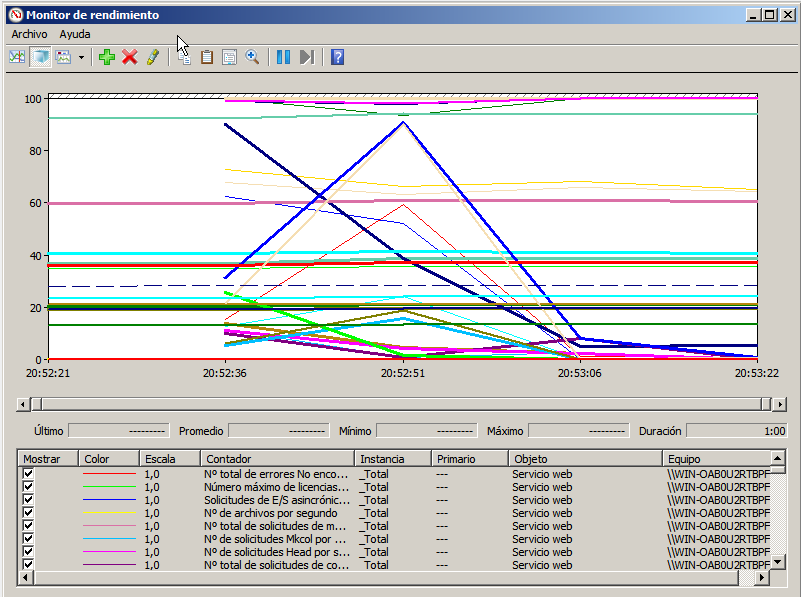 Monitor de rendimiento
Archivo Ayuda
100
80
60
40
20
0
20:52:21 20:52:36 20:52:51 20:53:06 20:53:22
Último --------- Promedio --------- Mínimo --------- Máximo --------- Duración 1:00
Mostrar Color Escala Contador Instancia Primario Objeto Equipo
1,0 Nº total de errores No enco... _Total --- Servicio web \\WIN-OAB0U2RTBPF
1,0 Número máximo de licencias... _Total --- Servicio web \\WIN-OAB0U2RTBPF
1,0 Solicitudes de E/S asincrónic... _Total --- Servicio web \\WIN-OAB0U2RTBPF
1,0 Nº de archivos por segundo _Total --- Servicio web \\WIN-OAB0U2RTBPF
1,0 Nº total de solicitudes de m... _Total --- Servicio web \\WIN-OAB0U2RTBPF
1,0 Nº de solicitudes Mkcol por ... _Total --- Servicio web \\WIN-OAB0U2RTBPF
1,0 Nº de solicitudes Head por s... _Total --- Servicio web \\WIN-OAB0U2RTBPF
1,0 Nº total de solicitudes de co... _Total --- Servicio web \\WIN-OAB0U2RTBPF